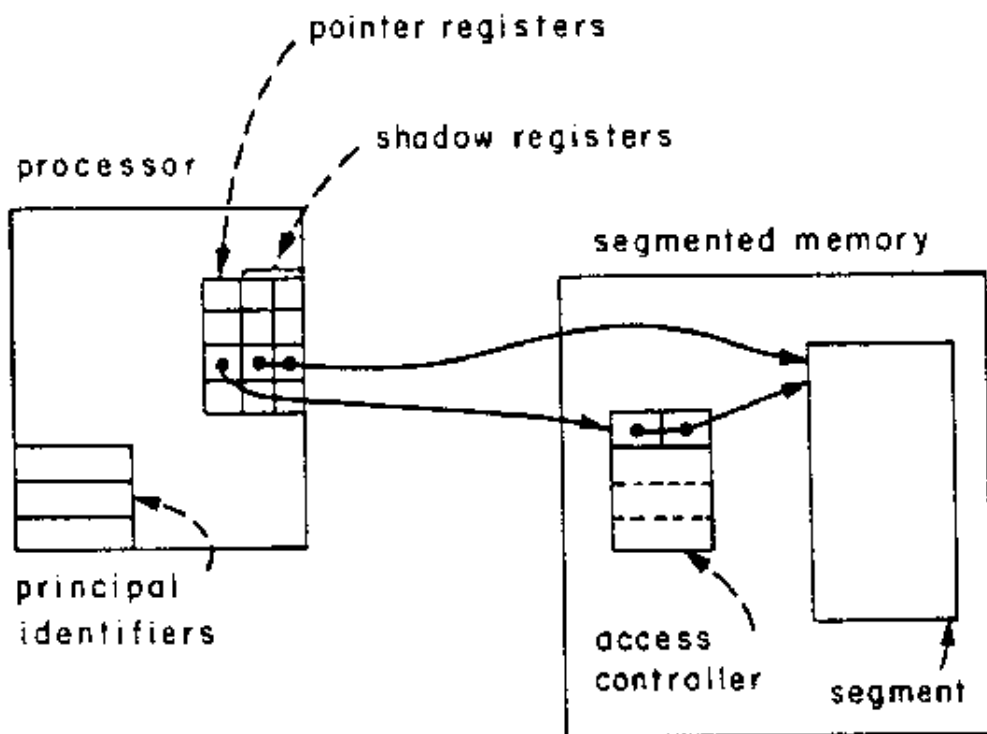 pointer registers
shadow registers
processor
segmented memory
principal
identifiers
access
controller
segment